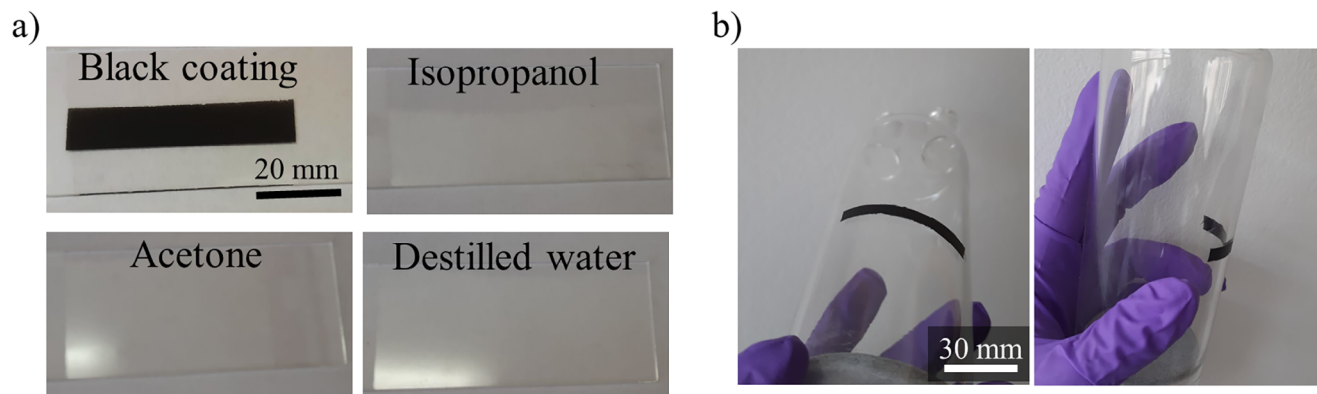 a)
Black coating
20 mm
Isopropanol
Acetone
Destilled water
b)
30 mm